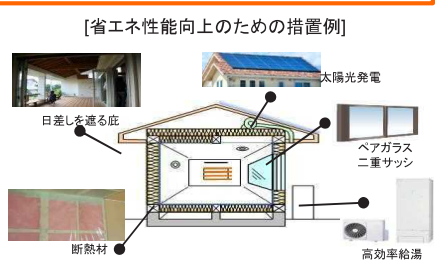 [省エネ性能向上のための措置例]
太陽光発電
日差しを遮る庇
ペアガラス
二重サッシ
断熱材
高効率給湯